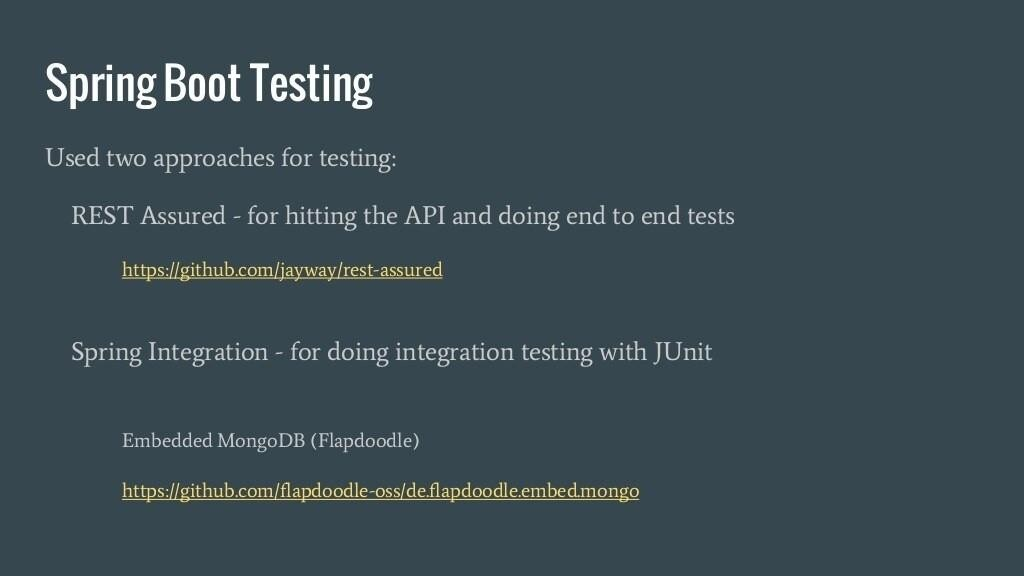 Spring Boot Testing
Used two approaches for testing:
REST Assured - for hitting the API and doing end to end tests
https://github.com/jayway/rest-assured
Spring Integration - for doing integration testing with JUnit
Embedded MongoDB (Flapdoodle)
https://github.com/flapdoodle-oss/de.flapdoodle.embed.mongo